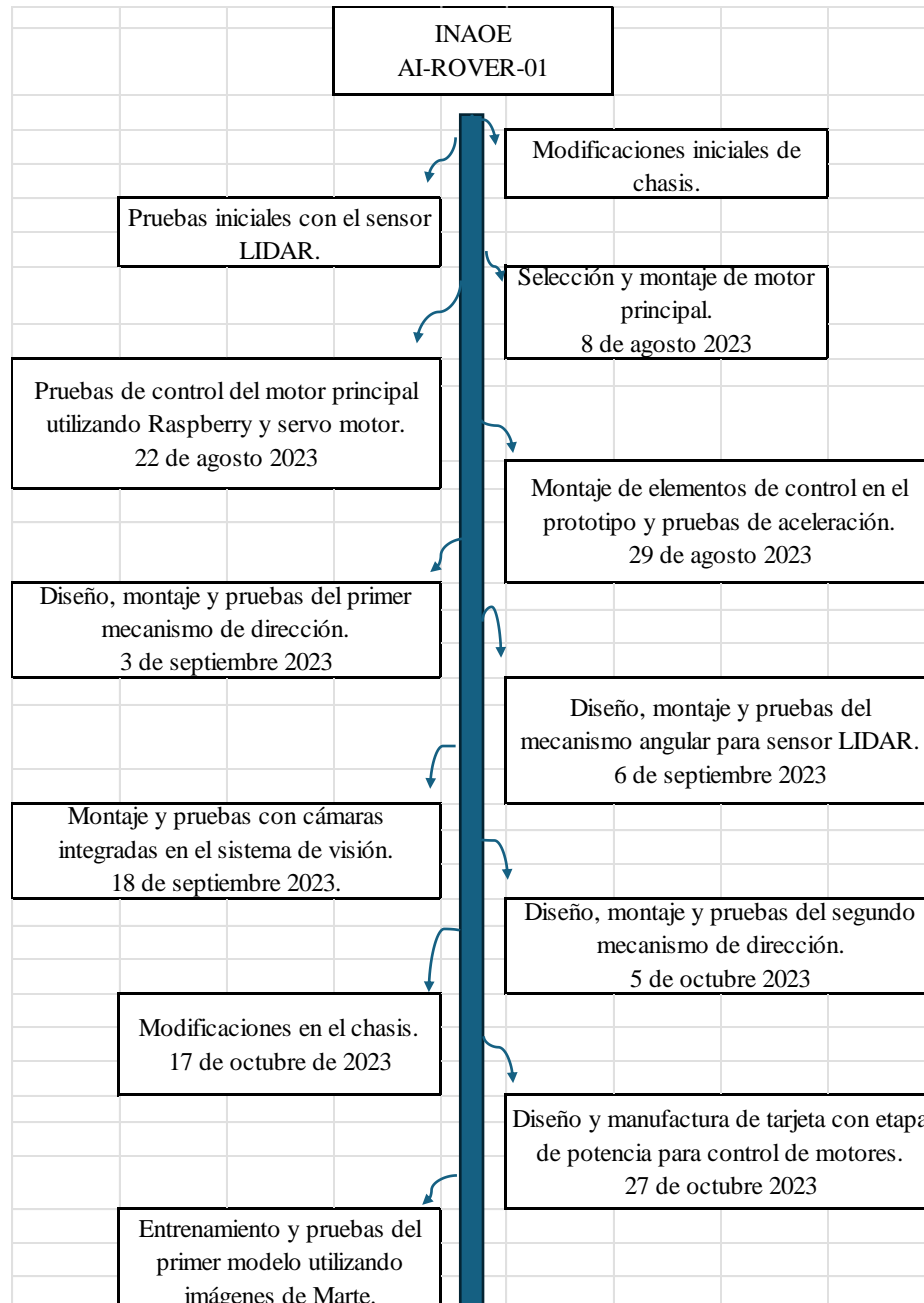 INAOE
AI-ROVER-01
Modificaciones iniciales de
chasis.
Pruebas iniciales con el sensor
LIDAR.
Selección y montaje de motor
principal.
8 de agosto 2023
Pruebas de control del motor principal
utilizando Raspberry y servo motor.
22 de agosto 2023
Montaje de elementos de control en el
prototipo y pruebas de aceleración.
29 de agosto 2023
Diseño, montaje y pruebas del primer
mecanismo de dirección.
3 de septiembre 2023
Diseño, montaje y pruebas del
mecanismo angular para sensor LIDAR.
6 de septiembre 2023
Montaje y pruebas con cámaras
integradas en el sistema de visión.
18 de septiembre 2023.
Diseño, montaje y pruebas del segundo
mecanismo de dirección.
5 de octubre 2023
Modificaciones en el chasis.
17 de octubre de 2023
Diseño y manufactura de tarjeta con etapa
de potencia para control de motores.
27 de octubre 2023
Entrenamiento y pruebas del
primer modelo utilizando
imágenes de Marte.